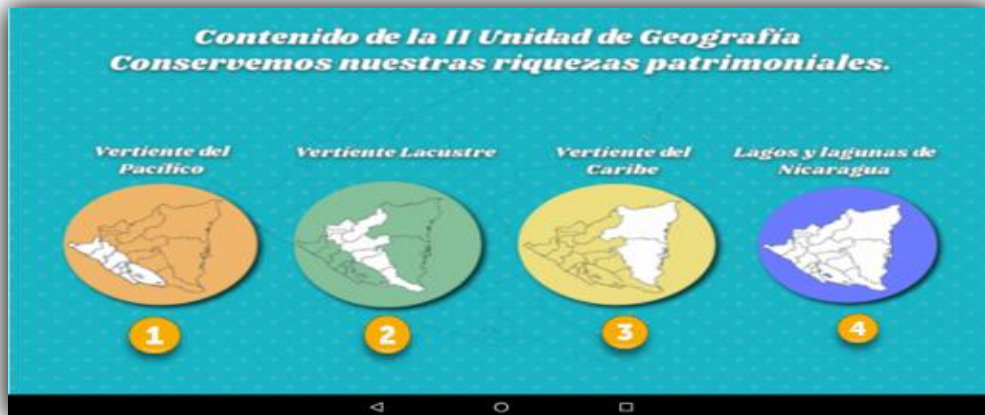 Contenido de la II Unidad de Geografía
Conservemos nuestras riquezas patrimoniales.
Vertiente del
Pacífico
Vertiente Lacustre
Vertiente del
Caribe
Lagos y lagunas de
Nicaragua
1
2
3
4